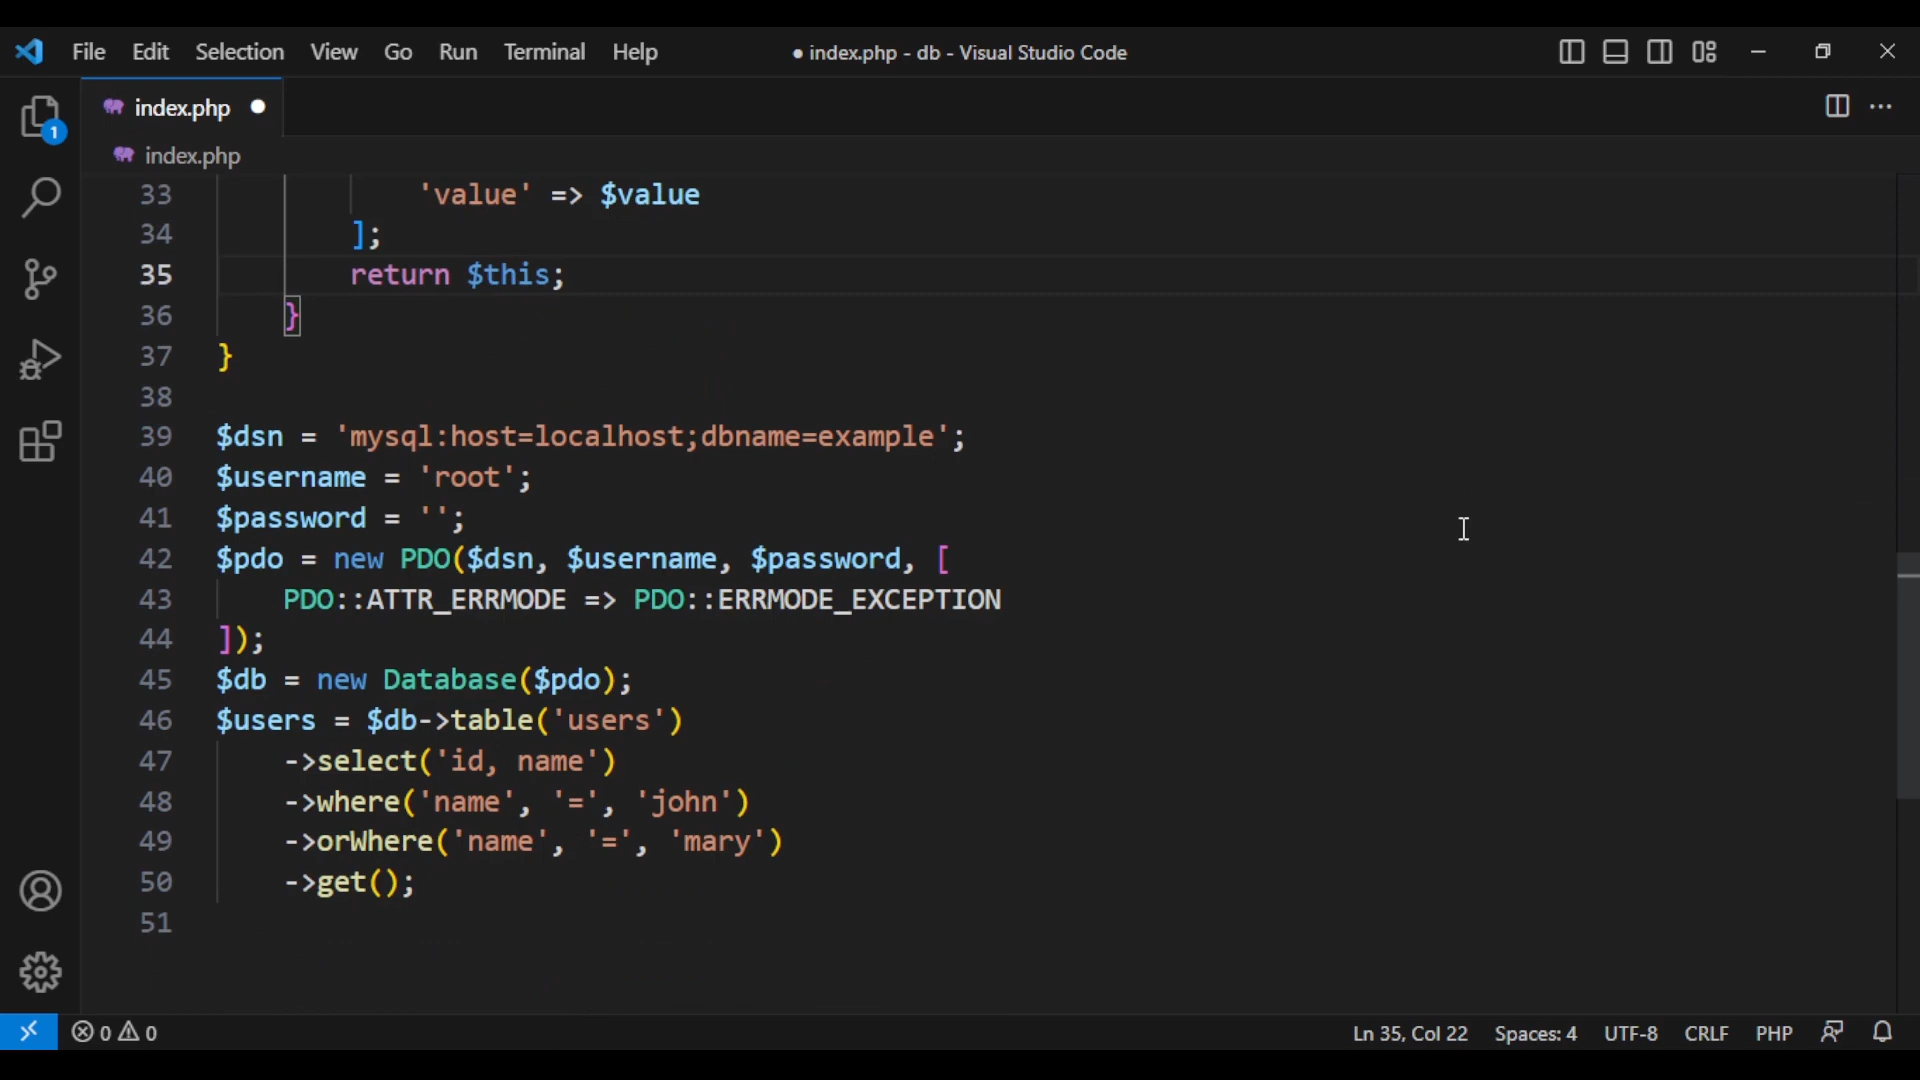 File Edit Selection View Go Run Terminal Help ● index.php - db - Visual Studio Code
index.php ●
1
index.php
33 'value' => $value
34 ];
35 return $this;
36 }
37 }
38
39 $dsn = 'mysql:host=localhost;dbname=example';
40 $username = 'root';
41 $password = '';
42 $pdo = new PDO($dsn, $username, $password, [
43 PDO::ATTR_ERRMODE => PDO::ERRMODE_EXCEPTION
44 ]);
45 $db = new Database($pdo);
46 $users = $db->table('users')
47 ->select('id, name')
48 ->where('name', '=', 'john')
49 ->orWhere('name', '=', 'mary')
50 ->get();
51
0 0 Ln 35, Col 22 Spaces: 4 UTF-8 CRLF PHP